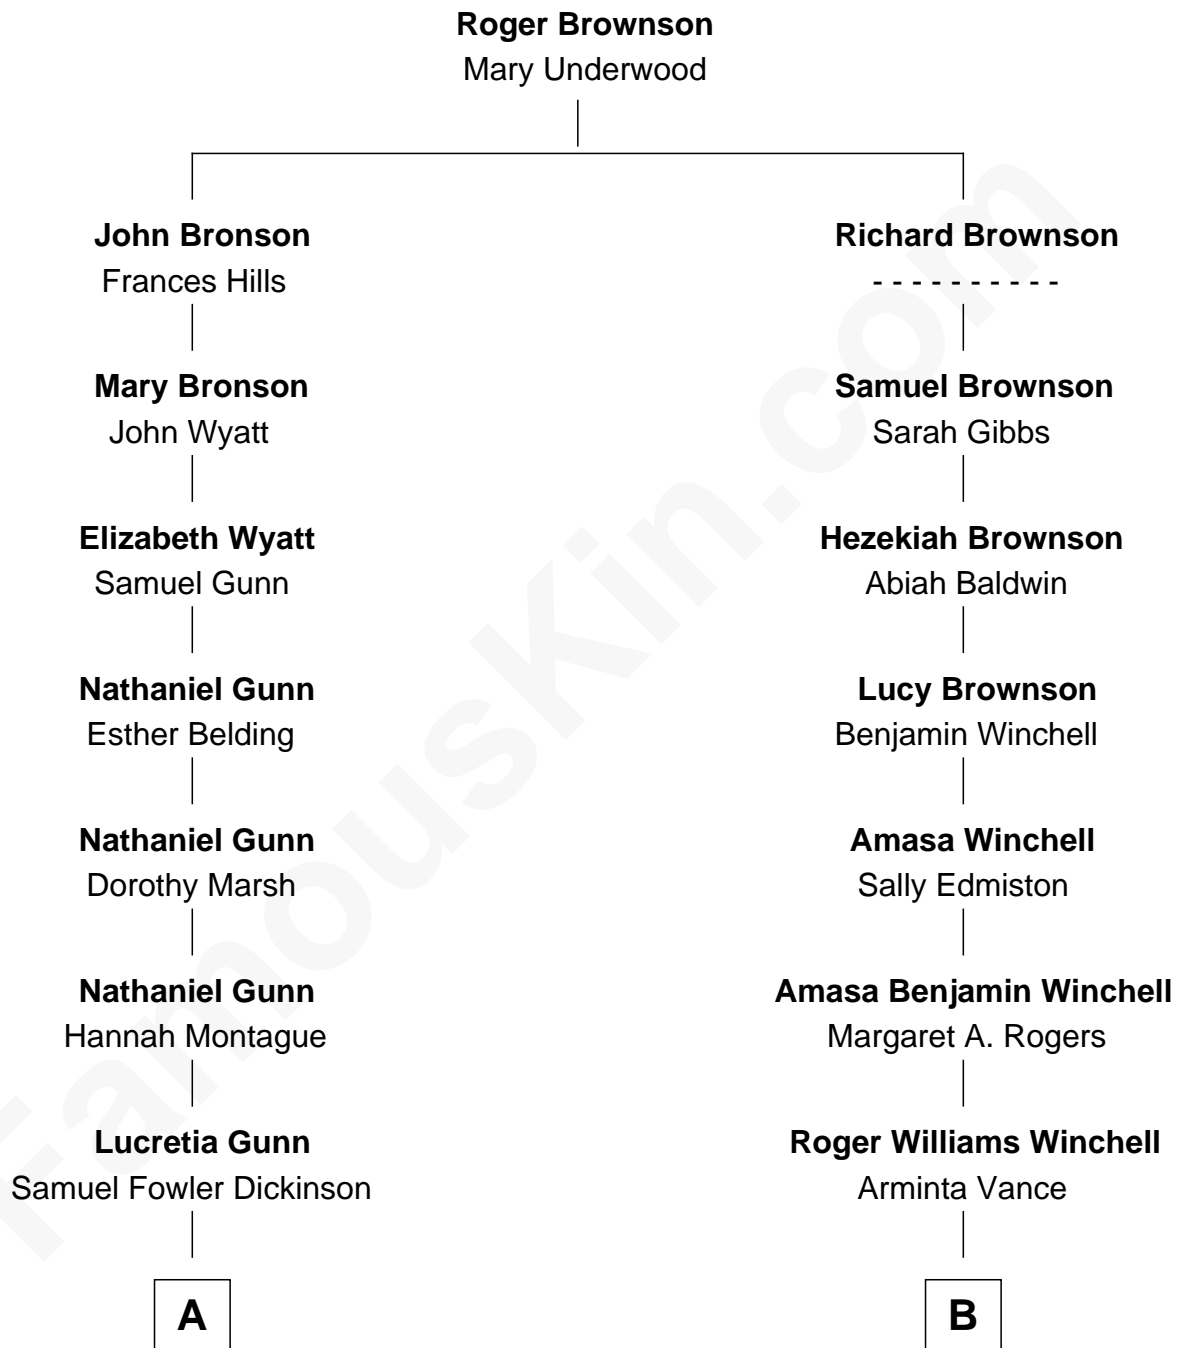 Roger Brownson
Mary Underwood
John Bronson
Frances Hills
Mary Bronson
John Wyatt
Elizabeth Wyatt
Samuel Gunn
Nathaniel Gunn
Esther Belding
Nathaniel Gunn
Dorothy Marsh
Nathaniel Gunn
Hannah Montague
Lucretia Gunn
Samuel Fowler Dickinson
A
Richard Brownson
- - - - - - - - - -
Samuel Brownson
Sarah Gibbs
Hezekiah Brownson
Abiah Baldwin
Lucy Brownson
Benjamin Winchell
Amasa Winchell
Sally Edmiston
Amasa Benjamin Winchell
Margaret A. Rogers
Roger Williams Winchell
Arminta Vance
B
FamousKin.com